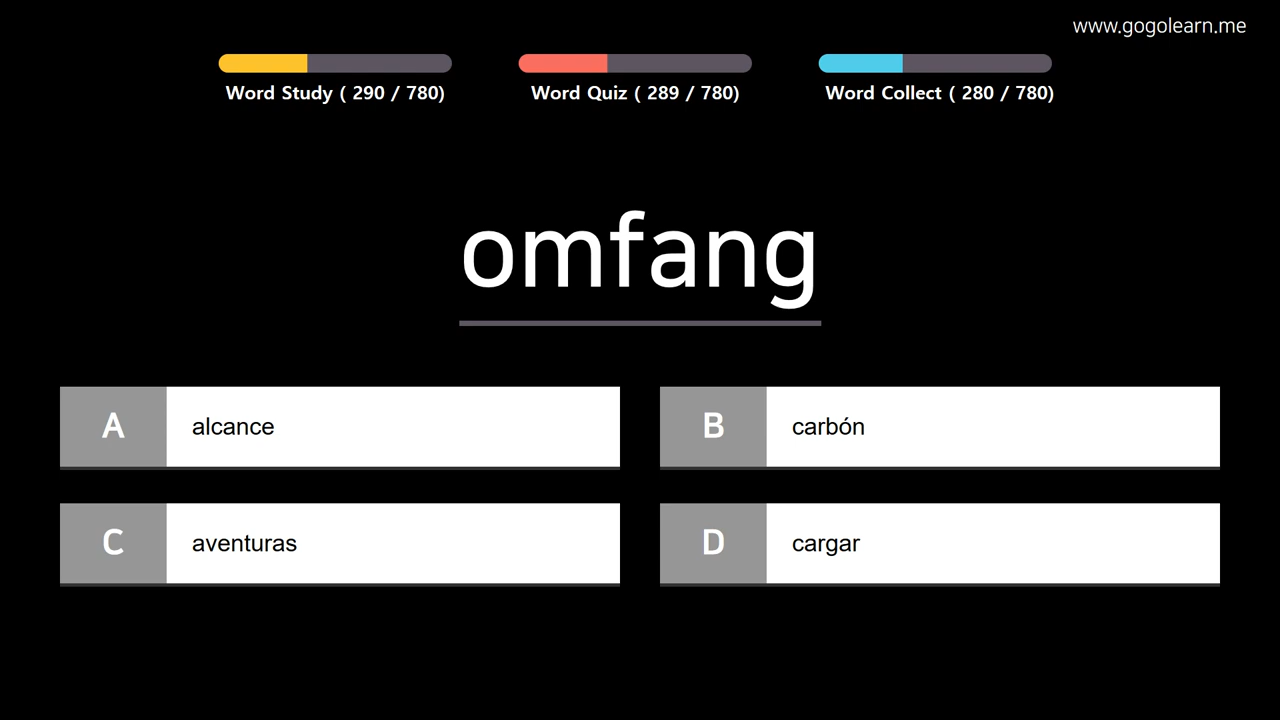 www.gogolearn.me
Word Study ( 290 / 780)
Word Quiz ( 289 / 780)
Word Collect ( 280 / 780)
omfang
A alcance
B carbón
C aventuras
D cargar